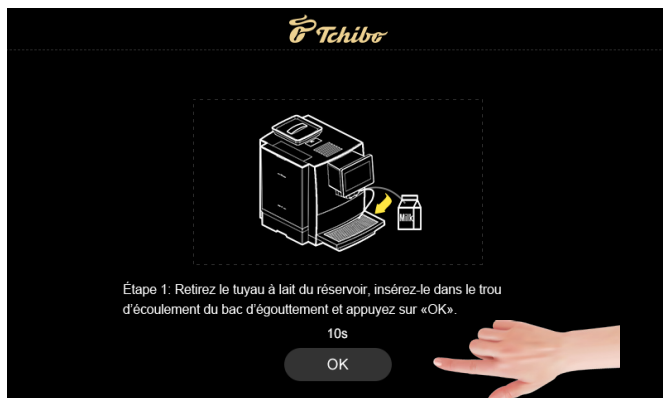 Tchibo
Milk
Étape 1: Retirez le tuyau à lait du réservoir, insérez-le dans le trou
d'écoulement du bac d'égouttement et appuyez sur «OK».
10s
OK